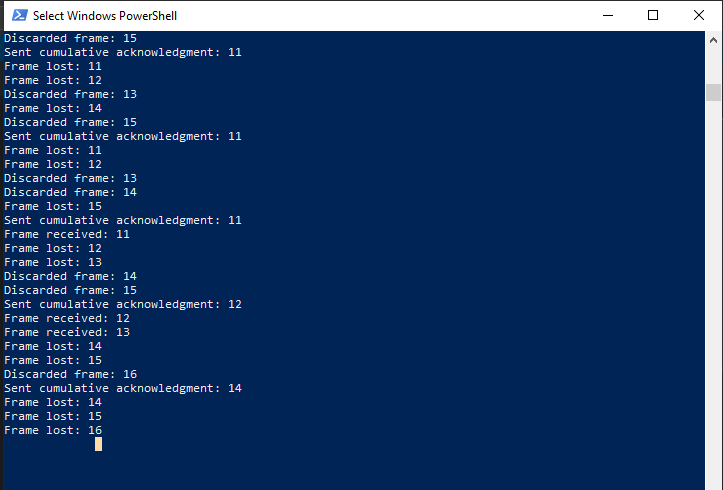 Select Windows PowerShell
Discarded frame: 15
Sent cumulative acknowledgment: 11
Frame lost: 11
Frame lost: 12
Discarded frame: 13
Frame lost: 14
Discarded frame: 15
Sent cumulative acknowledgment: 11
Frame lost: 11
Frame lost: 12
Discarded frame: 13
Discarded frame: 14
Frame lost: 15
Sent cumulative acknowledgment: 11
Frame received: 11
Frame lost: 12
Frame lost: 13
Discarded frame: 14
Discarded frame: 15
Sent cumulative acknowledgment: 12
Frame received: 12
Frame received: 13
Frame lost: 14
Frame lost: 15
Discarded frame: 16
Sent cumulative acknowledgment: 14
Frame lost: 14
Frame lost: 15
Frame lost: 16